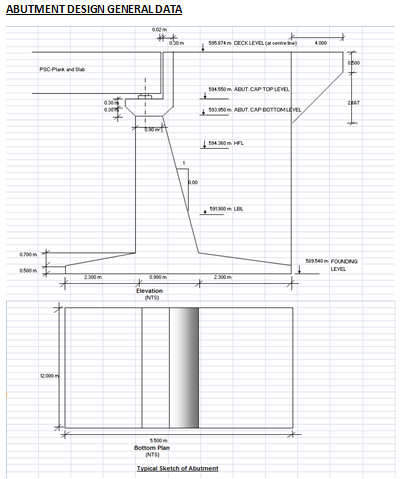 ABUTMENT DESIGN GENERAL DATA
0.02 m
0.30 m
595.874 m DECK LEVEL (at centre line)
4.000
PSC-Plank and Slab
0.500
594.550 m ABUT. CAP TOP LEVEL
0.30 m
0.30 m
593.950 m ABUT. CAP BOTTOM LEVEL
2.667
0.90 m
594.360 m HFL
1
0.00
591.980 m LBL
0.700 m
0.500 m
589.540 m FOUNDING
LEVEL
2.300 m 0.900 m 2.300 m
Elevation
(NTS)
12.000 m
5.500 m
Bottom Plan
(NTS)
Typical Sketch of Abutment